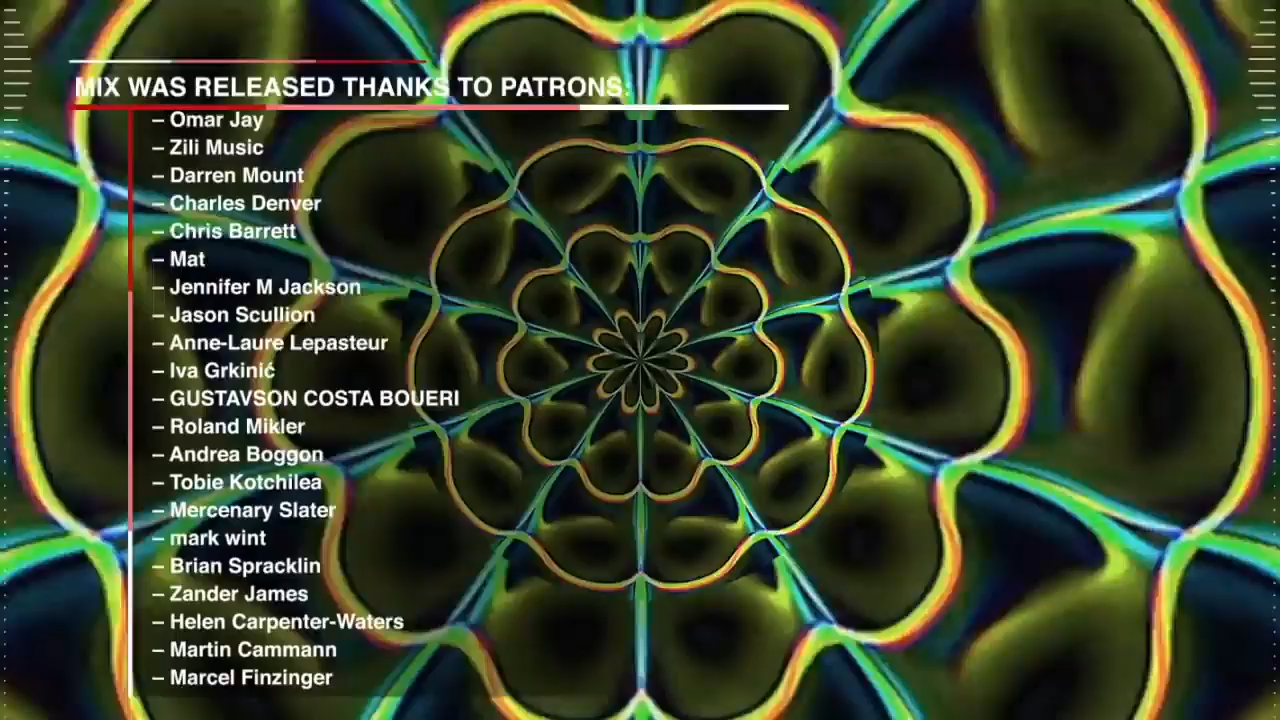 MIX WAS RELEASED THANKS TO PATRONS:
– Omar Jay
– Zili Music
– Darren Mount
– Charles Denver
– Chris Barrett
– Mat
– Jennifer M Jackson
– Jason Scullion
– Anne-Laure Lepasteur
– Iva Grkinić
– GUSTAVSON COSTA BOUERI
– Roland Mikler
– Andrea Boggon
– Tobie Kotchilea
– Mercenary Slater
– mark wint
– Brian Spracklin
– Zander James
– Helen Carpenter-Waters
– Martin Cammann
– Marcel Finzinger